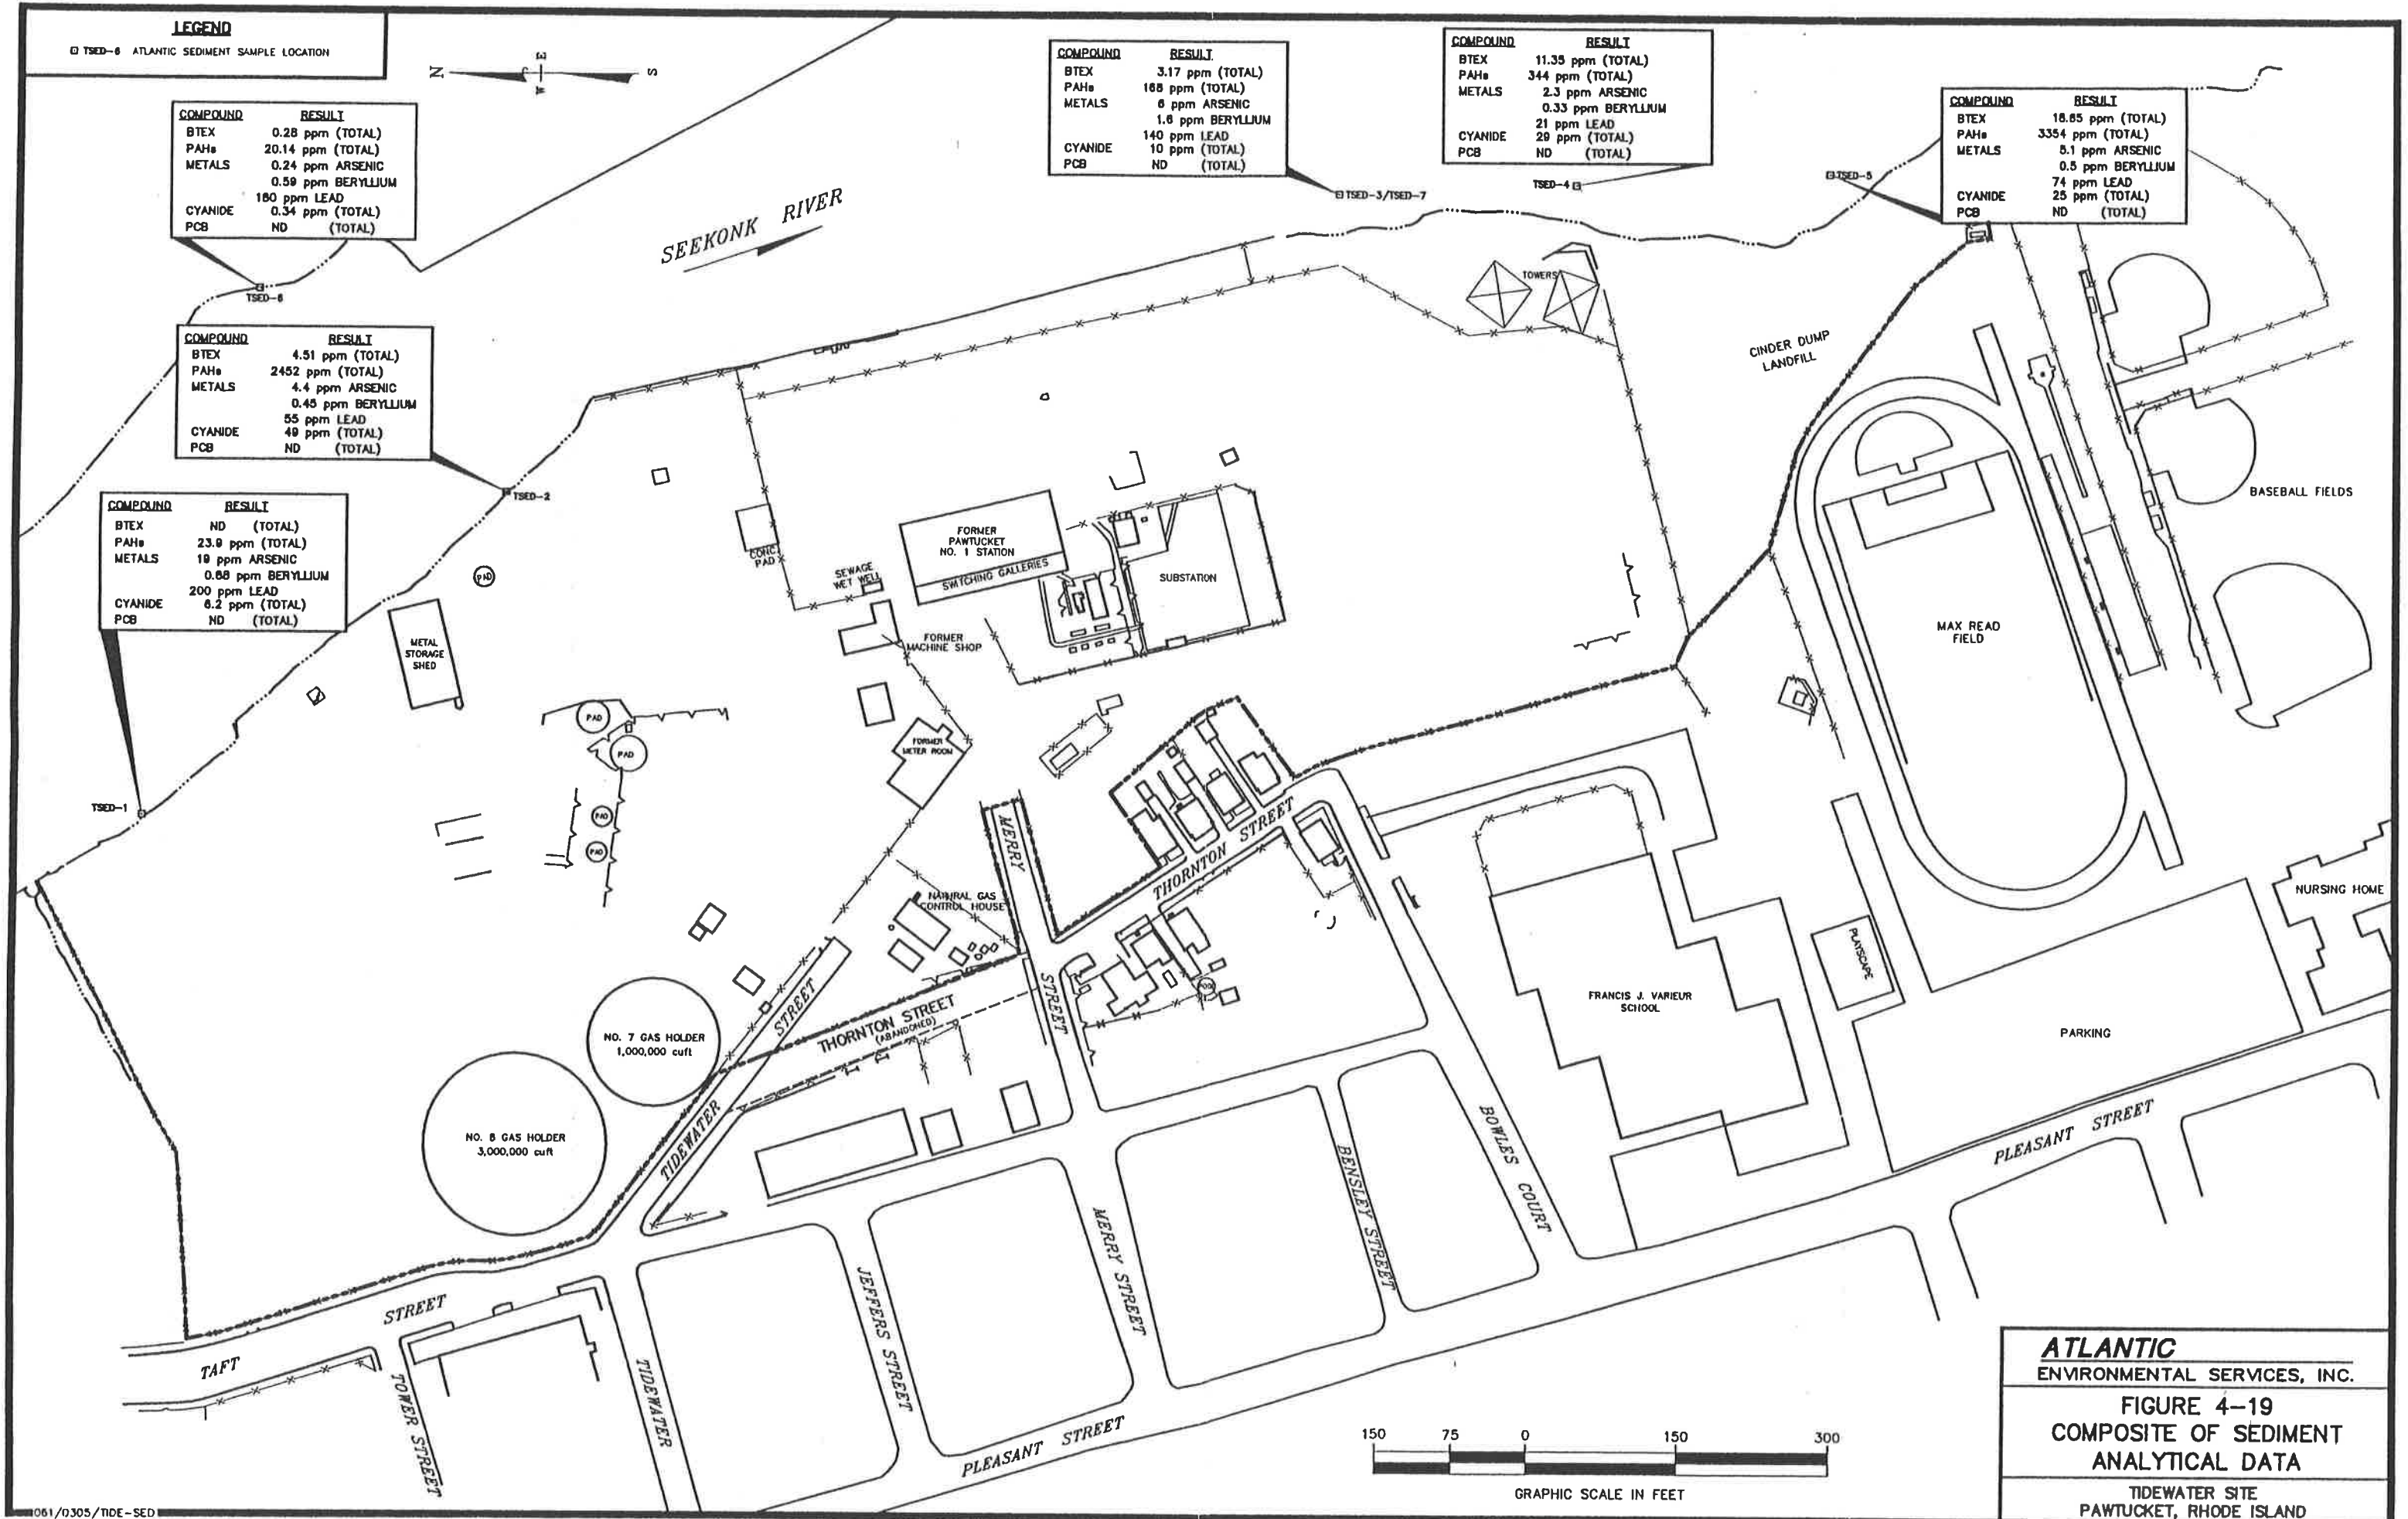 LEGEND
TSED-6 ATLANTIC SEDIMENT SAMPLE LOCATION
N E S W
COMPOUND RESULT
BTEX 0.28 ppm (TOTAL)
PAHs 20.14 ppm (TOTAL)
METALS 0.24 ppm ARSENIC
0.59 ppm BERYLLIUM
160 ppm LEAD
CYANIDE 0.34 ppm (TOTAL)
PCB ND (TOTAL)
TSED-6
COMPOUND RESULT
BTEX 3.17 ppm (TOTAL)
PAHs 168 ppm (TOTAL)
METALS 6 ppm ARSENIC
1.6 ppm BERYLLIUM
140 ppm LEAD
CYANIDE 10 ppm (TOTAL)
PCB ND (TOTAL)
TSED-3/TSED-7
COMPOUND RESULT
BTEX 11.35 ppm (TOTAL)
PAHs 344 ppm (TOTAL)
METALS 2.3 ppm ARSENIC
0.33 ppm BERYLLIUM
21 ppm LEAD
CYANIDE 29 ppm (TOTAL)
PCB ND (TOTAL)
TSED-4
COMPOUND RESULT
BTEX 18.65 ppm (TOTAL)
PAHs 3354 ppm (TOTAL)
METALS 5.1 ppm ARSENIC
0.5 ppm BERYLLIUM
74 ppm LEAD
CYANIDE 25 ppm (TOTAL)
PCB ND (TOTAL)
TSED-5
SEEKONK RIVER
COMPOUND RESULT
BTEX 4.51 ppm (TOTAL)
PAHs 2452 ppm (TOTAL)
METALS 4.4 ppm ARSENIC
0.45 ppm BERYLLIUM
55 ppm LEAD
CYANIDE 49 ppm (TOTAL)
PCB ND (TOTAL)
TSED-2
COMPOUND RESULT
BTEX ND (TOTAL)
PAHs 23.9 ppm (TOTAL)
METALS 19 ppm ARSENIC
0.68 ppm BERYLLIUM
200 ppm LEAD
CYANIDE 6.2 ppm (TOTAL)
PCB ND (TOTAL)
TSED-1
TOWERS
CINDER DUMP
LANDFILL
BASEBALL FIELDS
MAX READ
FIELD
CONC.
PAD
SEWAGE
WET WELL
FORMER
PAWTUCKET
NO. 1 STATION
SWITCHING GALLERIES
SUBSTATION
FORMER
MACHINE SHOP
PAD
METAL
STORAGE
SHED
PAD
PAD
PAD
PAD
FORMER
METER ROOM
NATURAL GAS
CONTROL HOUSE
MERRY
STREET
THORNTON STREET
POOL
THORNTON STREET
(ABANDONED)
NO. 7 GAS HOLDER
1,000,000 cuft
NO. 8 GAS HOLDER
3,000,000 cuft
TIDEWATER
STREET
FRANCIS J. VARIEUR
SCHOOL
PLAYSCAPE
NURSING HOME
PARKING
PLEASANT STREET
BOWLES COURT
BENSLEY STREET
MERRY STREET
JEFFERS STREET
TIDEWATER
TOWER STREET
TAFT
STREET
PLEASANT STREET
150 75 0 150 300
GRAPHIC SCALE IN FEET
ATLANTIC
ENVIRONMENTAL SERVICES, INC.
FIGURE 4-19
COMPOSITE OF SEDIMENT
ANALYTICAL DATA
TIDEWATER SITE
PAWTUCKET, RHODE ISLAND
061/0305/TIDE-SED